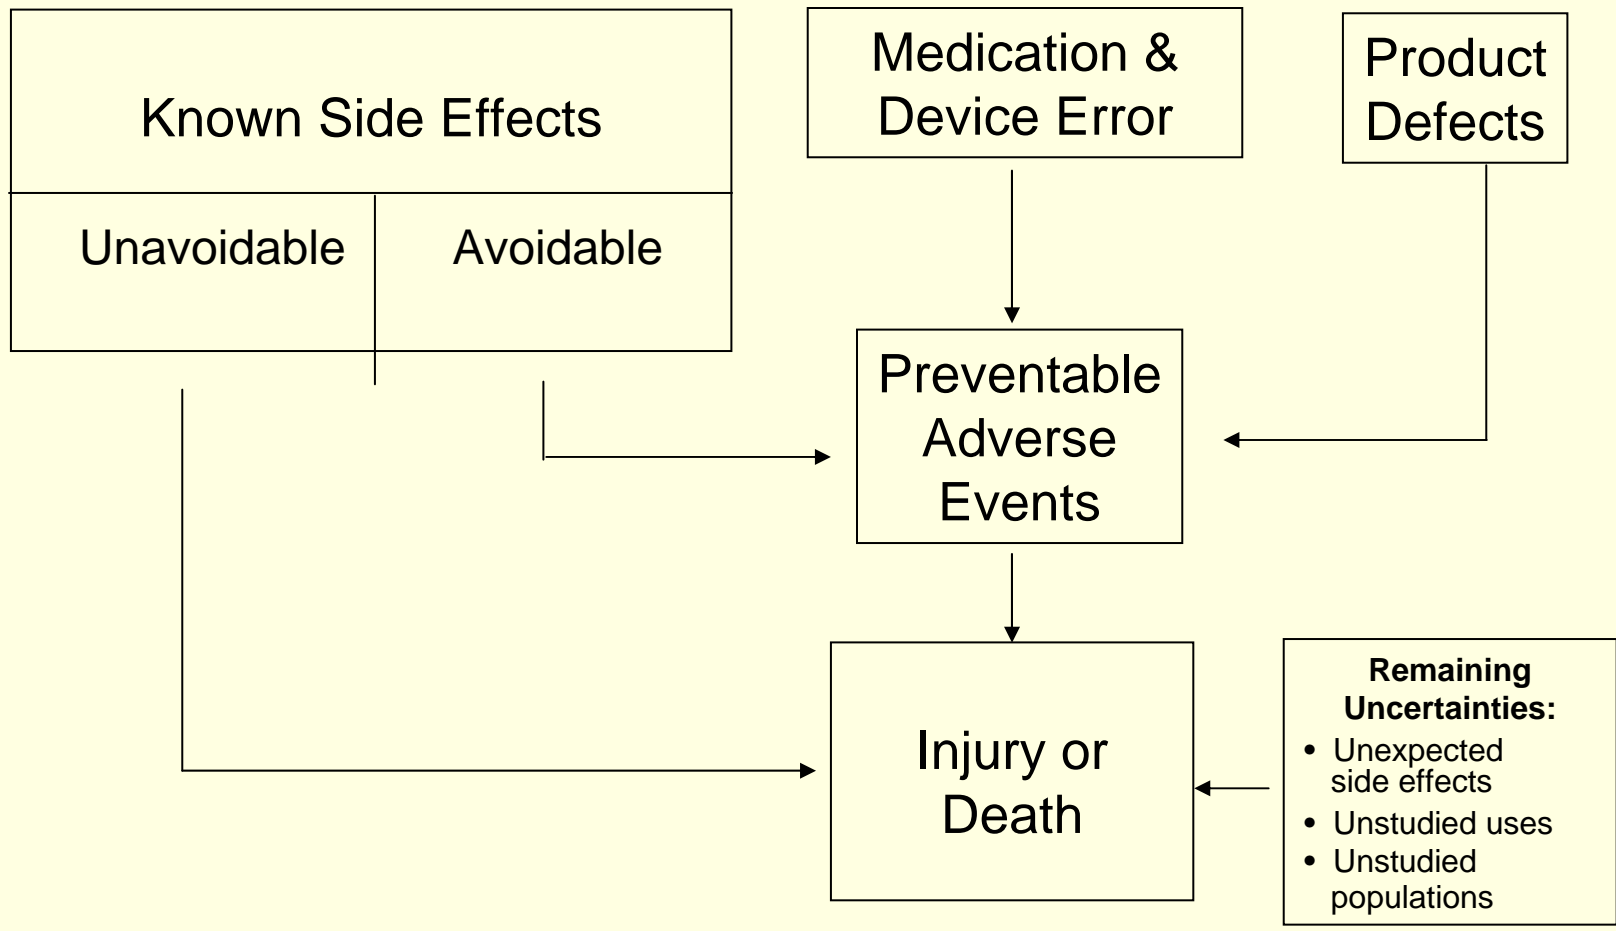 Known Side Effects
Unavoidable
Avoidable
Medication &
Device Error
Product
Defects
Preventable
Adverse
Events
Injury or
Death
Remaining
Uncertainties:
• Unexpected
side effects
• Unstudied uses
• Unstudied
populations